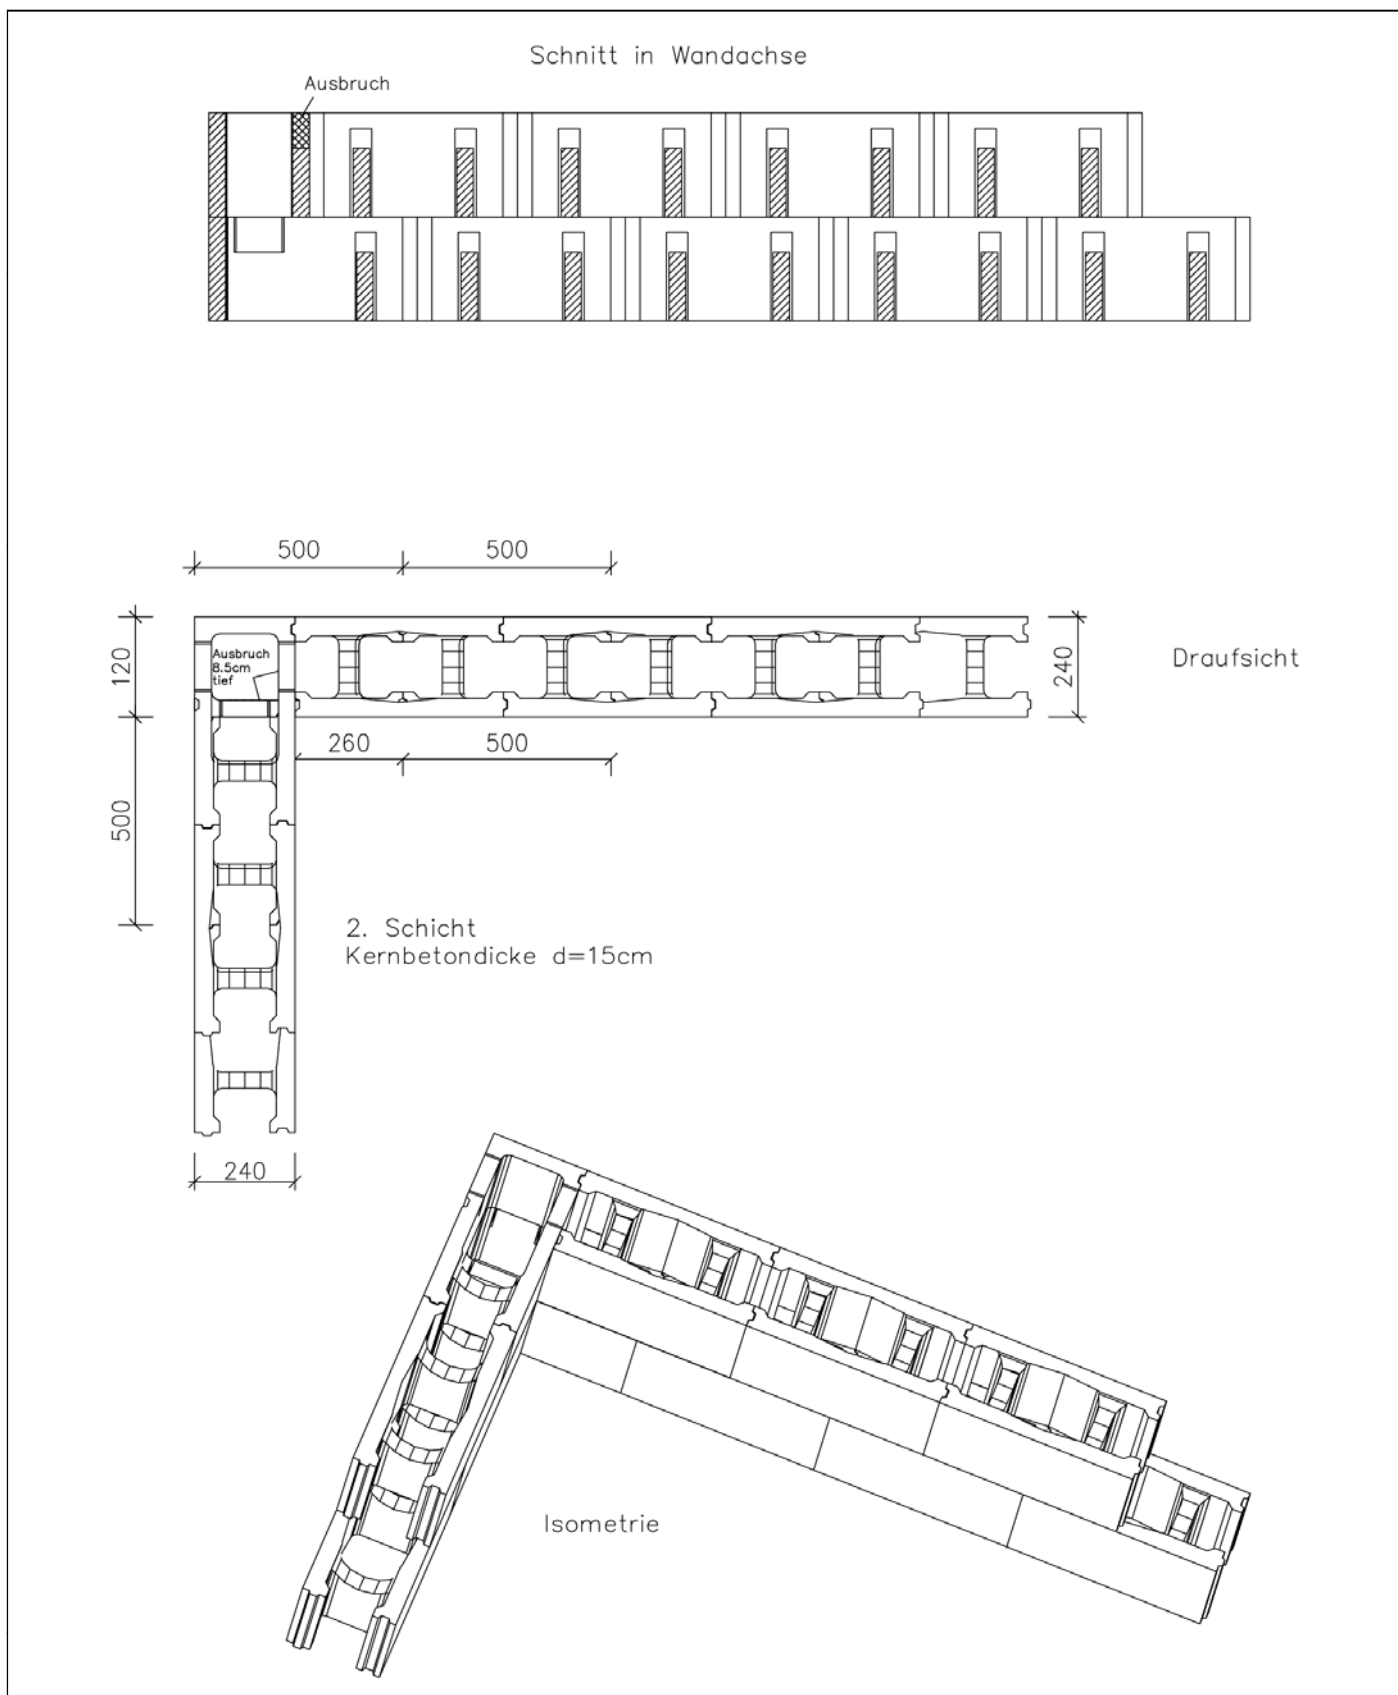 Schnitt in Wandachse
Ausbruch
500
500
120
Ausbruch
8.5cm
tief
240
Draufsicht
260
500
500
2. Schicht
Kernbetondicke d=15cm
240
Isometrie